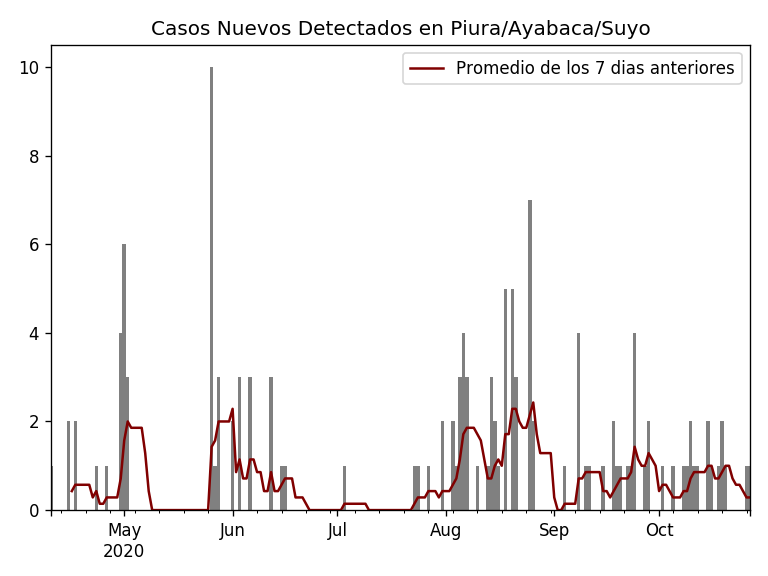 Casos Nuevos Detectados en Piura/Ayabaca/Suyo
Promedio de los 7 dias anteriores
10
8
6
4
2
0
May Jun Jul Aug Sep Oct
2020